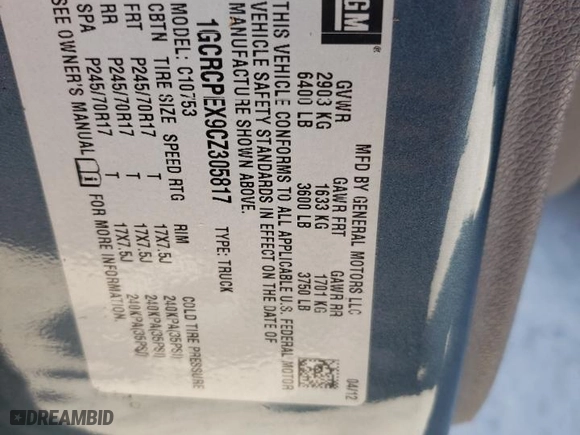 GM
MFD BY GENERAL MOTORS LLC
04/12
GVWR GAWR FRT GAWR RR
2903 KG 1633 KG 1701 KG
6400 LB 3600 LB 3750 LB
THIS VEHICLE CONFORMS TO ALL APPLICABLE U.S. FEDERAL MOTOR
VEHICLE SAFETY STANDARDS IN EFFECT ON THE DATE OF
MANUFACTURE SHOWN ABOVE.
1GCRCPEX9CZ305817 TYPE: TRUCK
MODEL: C10753
CBTN TIRE SIZE SPEED RTG RIM COLD TIRE PRESSURE
FRT P245/70R17 T 17X7.5J 240KPA(35PSI)
RR P245/70R17 T 17X7.5J 240KPA(35PSI)
SPA P245/70R17 T 17X7.5J 240KPA(35PSI)
SEE OWNER'S MANUAL FOR MORE INFORMATION.
DREAMBID